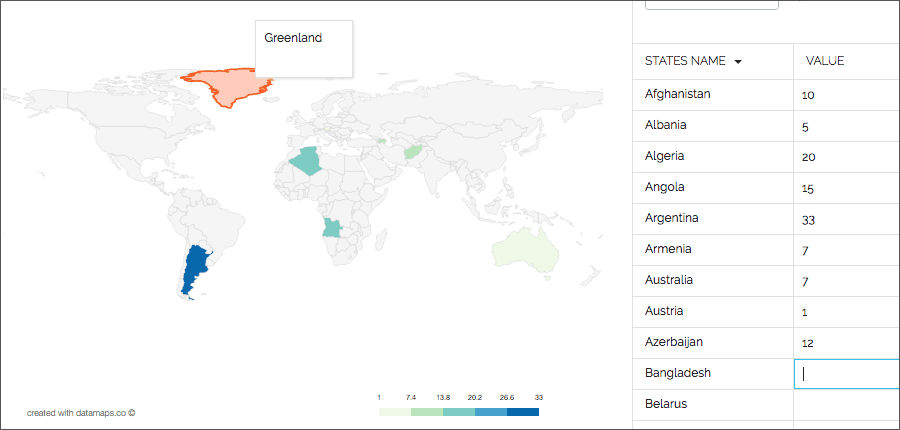 Greenland
created with datamaps.co ©
1 7.4 13.8 20.2 26.6 33
STATES NAME VALUE
Afghanistan 10
Albania 5
Algeria 20
Angola 15
Argentina 33
Armenia 7
Australia 7
Austria 1
Azerbaijan 12
Bangladesh
Belarus